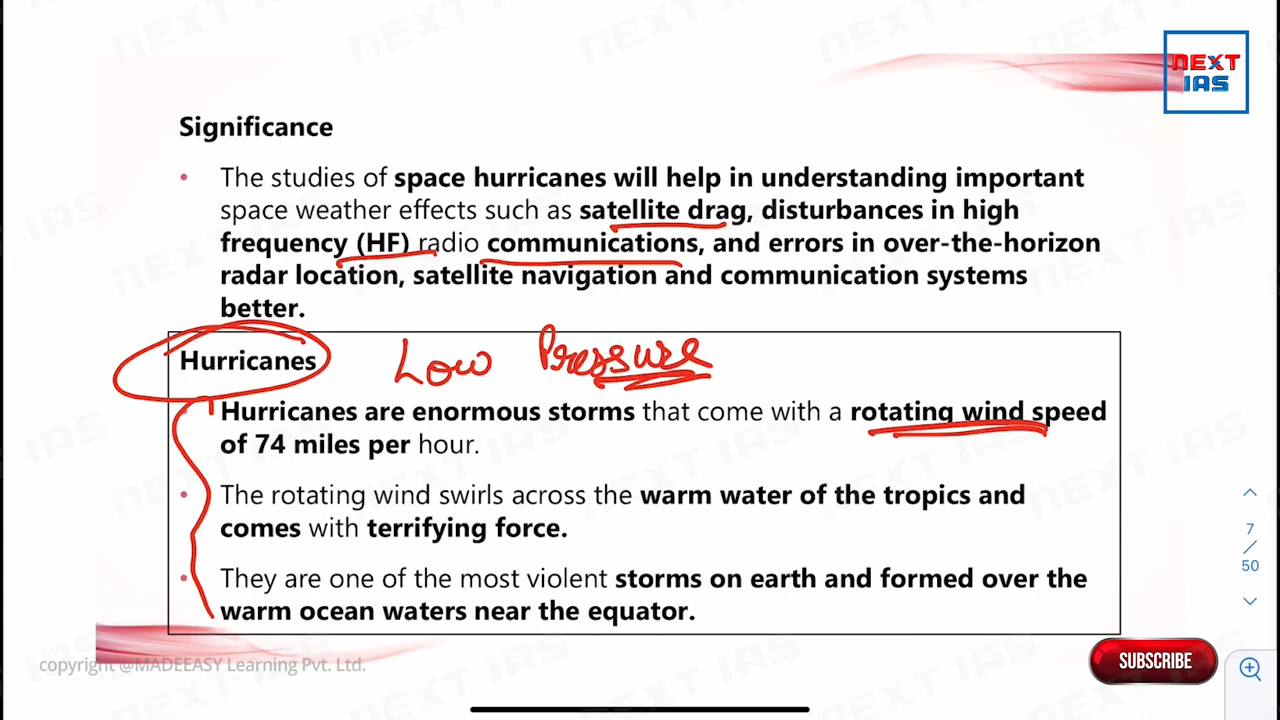 NEXT
IAS
Significance
• The studies of space hurricanes will help in understanding important
space weather effects such as satellite drag, disturbances in high
frequency (HF) radio communications, and errors in over-the-horizon
radar location, satellite navigation and communication systems
better.
Hurricanes Low Pressure
Hurricanes are enormous storms that come with a rotating wind speed
of 74 miles per hour.
• The rotating wind swirls across the warm water of the tropics and
comes with terrifying force.
• They are one of the most violent storms on earth and formed over the
warm ocean waters near the equator.
7
/
50
copyright @MADEEASY Learning Pvt. Ltd.
SUBSCRIBE